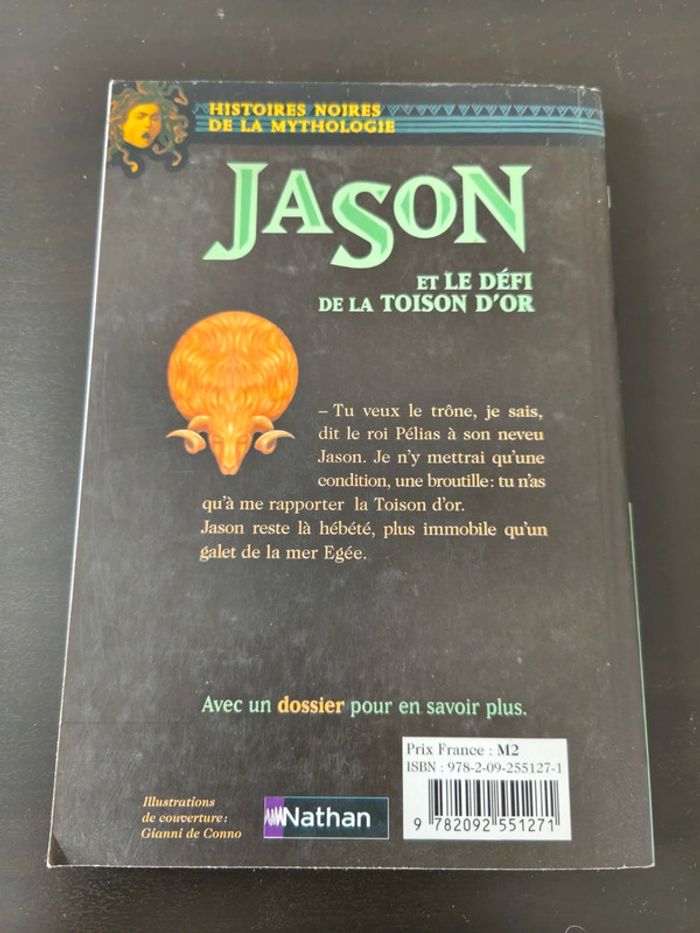 HISTOIRES NOIRES
DE LA MYTHOLOGIE
JASON
ET LE DÉFI
DE LA TOISON D'OR
– Tu veux le trône, je sais,
dit le roi Pélias à son neveu
Jason. Je n'y mettrai qu'une
condition, une broutille : tu n'as
qu'à me rapporter la Toison d'or.
Jason reste là hébété, plus immobile qu'un
galet de la mer Egée.
Avec un dossier pour en savoir plus.
Prix France : M2
ISBN : 978-2-09-255127-1
9 782092 551271
Illustrations
de couverture :
Gianni de Conno
Nathan